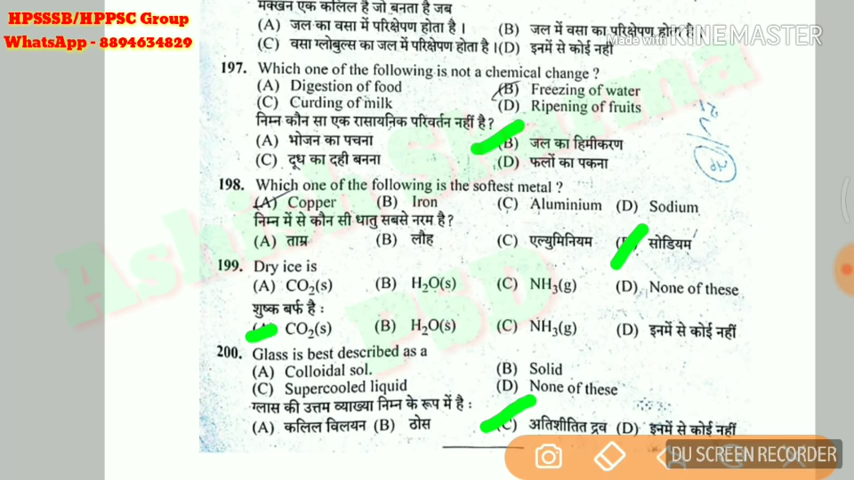 HPSSSB/HPPSC Group
WhatsApp - 8894634829
मक्खन एक कलिल है जो बनता है जब
(A) जल का वसा में परिक्षेपण होता है । (B) जल में वसा का परिक्षेपण होता है
(C) वसा ग्लोबुल्स का जल में परिक्षेपण होता है । (D) इनमें से कोई नहीं
Made with KINEMASTER
197. Which one of the following is not a chemical change ?
(A) Digestion of food (B) Freezing of water
(C) Curding of milk (D) Ripening of fruits
निम्न कौन सा एक रासायनिक परिवर्तन नहीं है?
(A) भोजन का पचना (B) जल का हिमीकरण
(C) दूध का दही बनना (D) फलों का पकना
198. Which one of the following is the softest metal ?
(A) Copper (B) Iron (C) Aluminium (D) Sodium
निम्न में से कौन सी धातु सबसे नरम है?
(A) ताम्र (B) लौह (C) एल्युमिनियम सोडियम
199. Dry ice is
(A) CO₂(s) (B) H₂O(s) (C) NH₃(g) (D) None of these
शुष्क बर्फ है :
CO₂(s) (B) H₂O(s) (C) NH₃(g) (D) इनमें से कोई नहीं
200. Glass is best described as a
(A) Colloidal sol. (B) Solid
(C) Supercooled liquid (D) None of these
ग्लास की उत्तम व्याख्या निम्न के रूप में है :
(A) कलिल विलयन (B) ठोस (C) अतिशीतित द्रव (D) इनमें से कोई नहीं
Ashish Sharma
PSD
DU SCREEN RECORDER